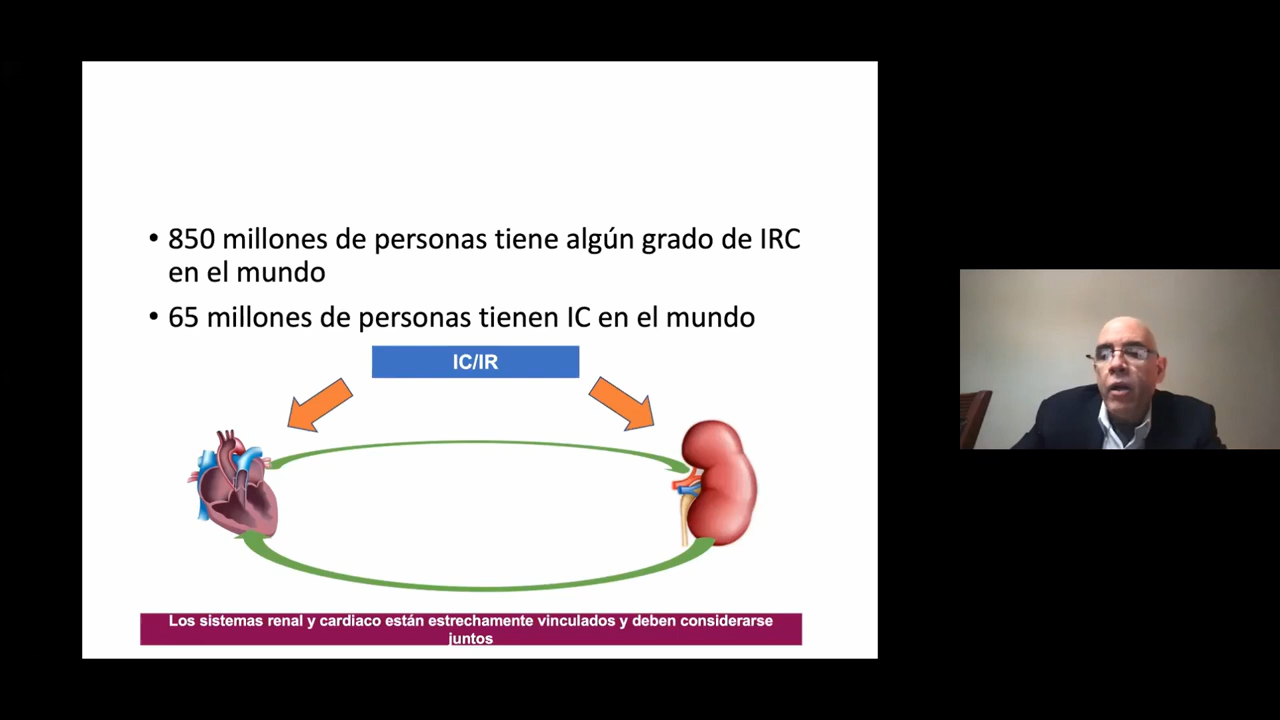 • 850 millones de personas tiene algún grado de IRC
en el mundo
• 65 millones de personas tienen IC en el mundo
IC/IR
Los sistemas renal y cardiaco están estrechamente vinculados y deben considerarse
juntos